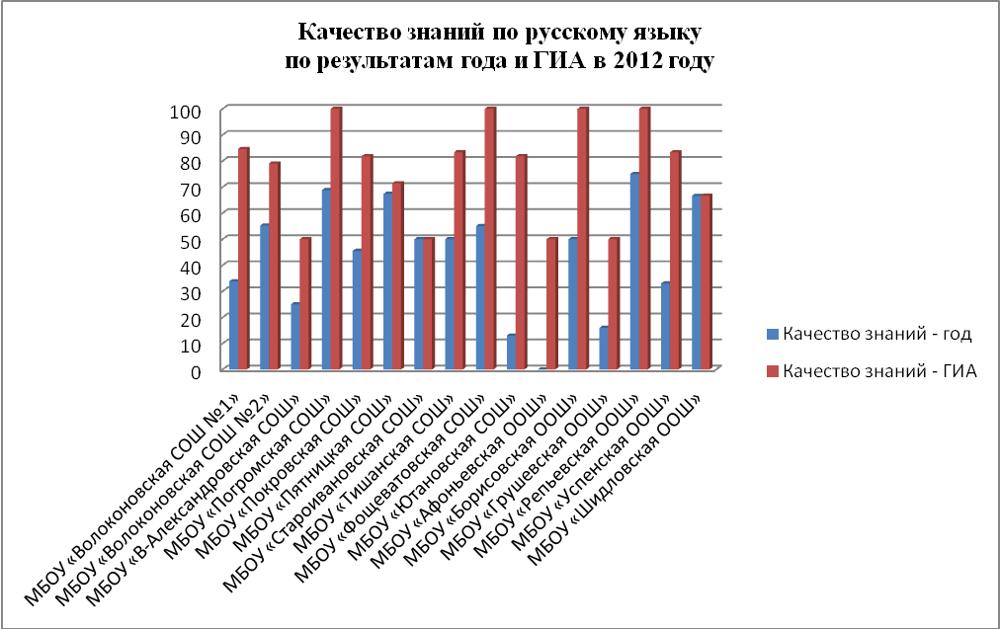 Качество знаний по русскому языку
по результатам года и ГИА в 2012 году
100
90
80
70
60
50
40
30
20
10
0
МБОУ «Волоконовская СОШ №1»
МБОУ «Волоконовская СОШ №2»
МБОУ «В-Александровская СОШ»
МБОУ «Погромская СОШ»
МБОУ «Покровская СОШ»
МБОУ «Пятницкая СОШ»
МБОУ «Староивановская СОШ»
МБОУ «Тишанская СОШ»
МБОУ «Фощеватовская СОШ»
МБОУ «Ютановская СОШ»
МБОУ «Афоньевская ООШ»
МБОУ «Борисовская ООШ»
МБОУ «Грушевская ООШ»
МБОУ «Репьевская ООШ»
МБОУ «Успенская ООШ»
МБОУ «Шидловская ООШ»
Качество знаний - год
Качество знаний - ГИА